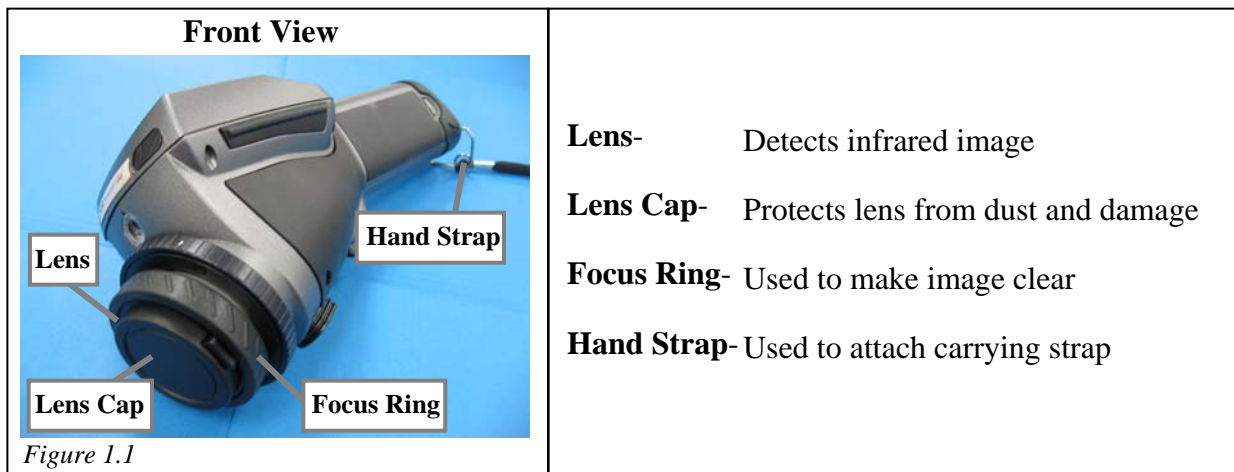 Front View
Hand Strap
Lens
Lens Cap
Focus Ring
Figure 1.1
Lens- Detects infrared image
Lens Cap- Protects lens from dust and damage
Focus Ring- Used to make image clear
Hand Strap- Used to attach carrying strap